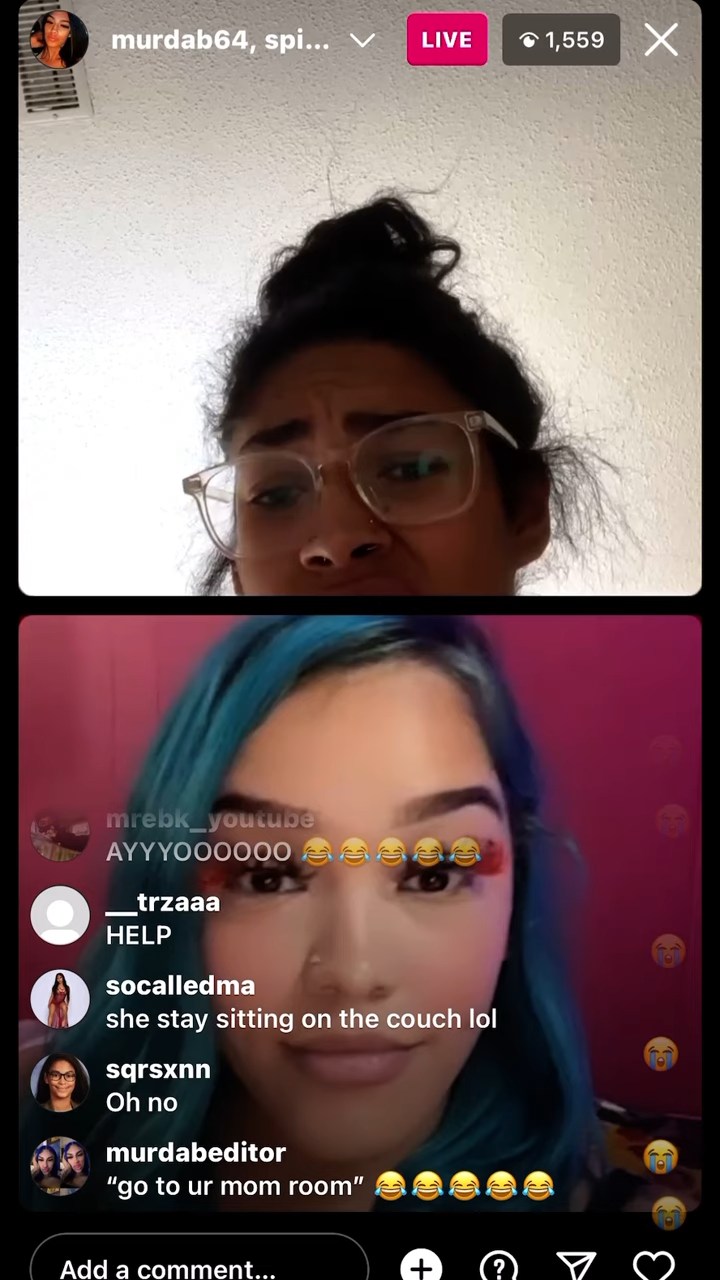 murdab64, spi...
LIVE
1,559
mrebk_youtube
AYYYOOOOOO 😂😂😂😂😂
__trzaaa
HELP
socalledma
she stay sitting on the couch lol
sqrsxnn
Oh no
murdabeditor
“go to ur mom room” 😂😂😂😂😂
Add a comment...